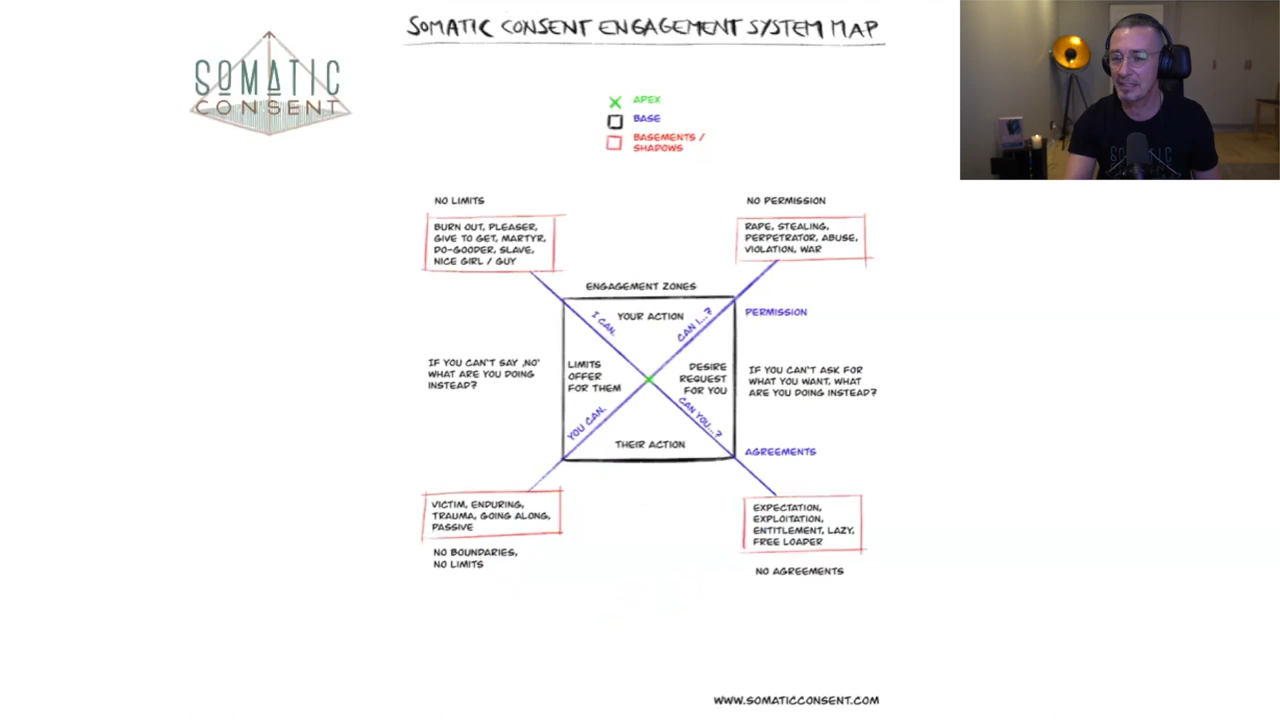 SOMATIC CONSENT ENGAGEMENT SYSTEM MAP
SOMATIC
CONSENT
APEX
BASE
BASEMENTS /
SHADOWS
NO LIMITS
BURN OUT, PLEASER,
GIVE TO GET, MARTYR,
DO-GOODER, SLAVE,
NICE GIRL / GUY
NO PERMISSION
RAPE, STEALING,
PERPETRATOR, ABUSE,
VIOLATION, WAR
ENGAGEMENT ZONES
YOUR ACTION
I CAN.
CAN I...?
PERMISSION
IF YOU CAN'T SAY ,NO'
WHAT ARE YOU DOING
INSTEAD?
LIMITS
OFFER
FOR THEM
DESIRE
REQUEST
FOR YOU
IF YOU CAN'T ASK FOR
WHAT YOU WANT, WHAT
ARE YOU DOING INSTEAD?
YOU CAN.
CAN YOU...?
THEIR ACTION
AGREEMENTS
VICTIM, ENDURING,
TRAUMA, GOING ALONG,
PASSIVE
NO BOUNDARIES,
NO LIMITS
EXPECTATION,
EXPLOITATION,
ENTITLEMENT, LAZY,
FREE LOADER
NO AGREEMENTS
WWW.SOMATICCONSENT.COM
SOMATIC